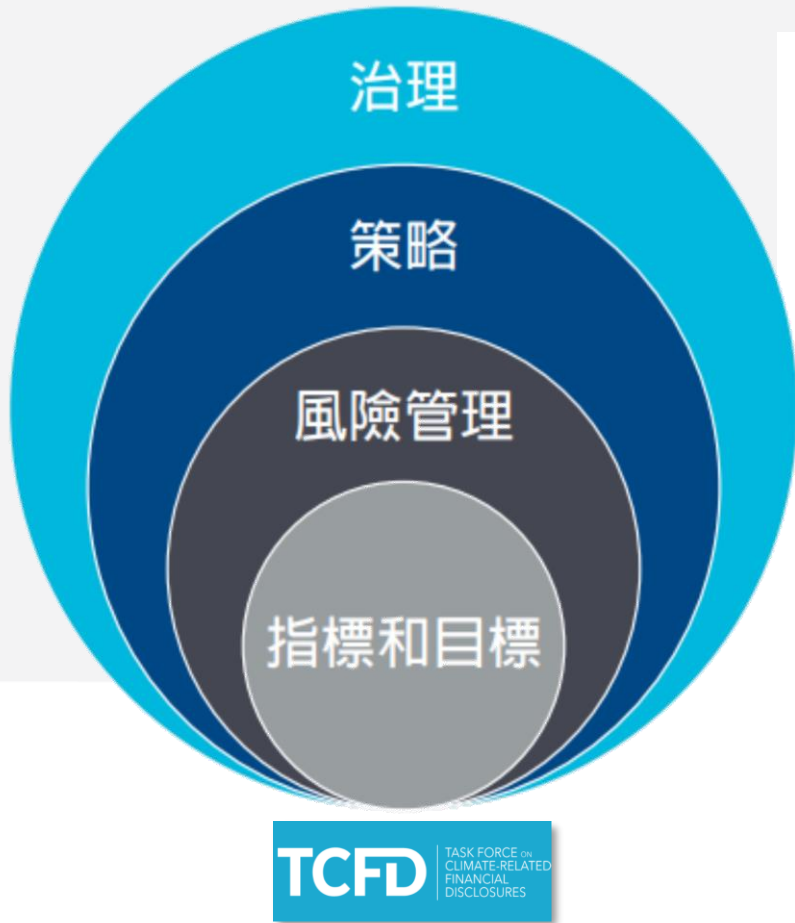 治理
策略
風險管理
指標和目標
TCFD
TASK FORCE ON
CLIMATE-RELATED
FINANCIAL
DISCLOSURES